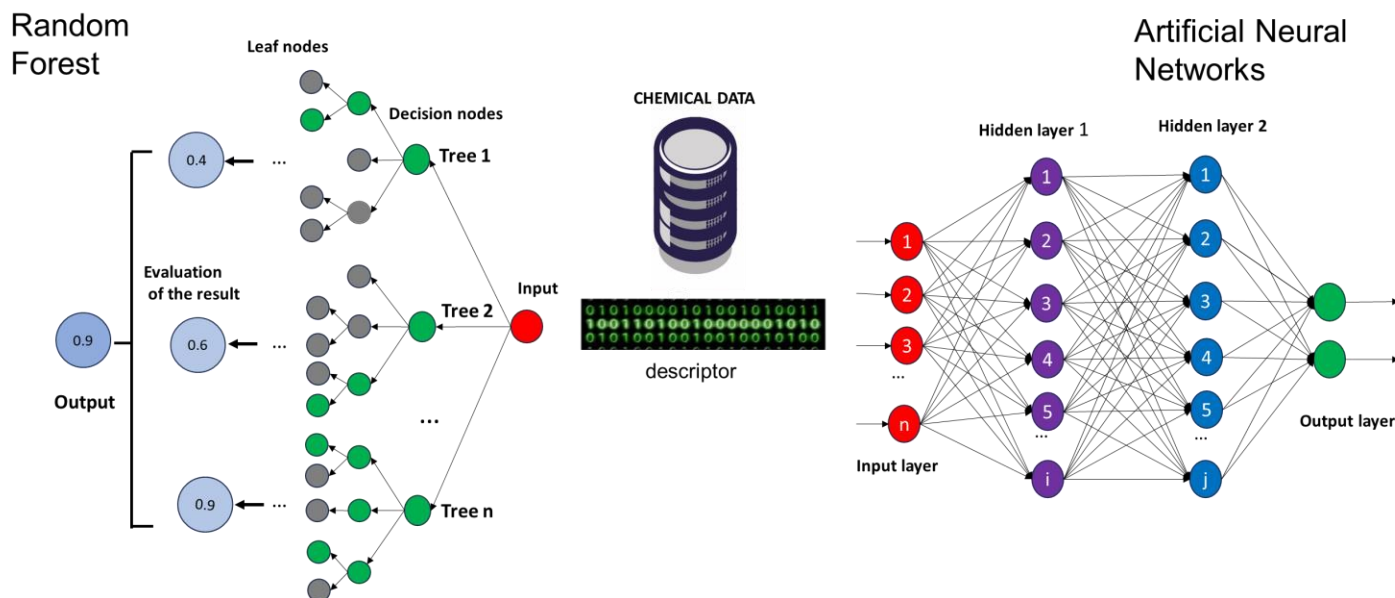 Random
Forest
Leaf nodes
Decision nodes
Tree 1
0.4
...
Evaluation
of the result
Input
Tree 2
0.9
0.6
...
Output
...
Tree n
0.9
...
CHEMICAL DATA
0101000010100101000101100
1001101001000000101000
descriptor
Artificial Neural
Networks
Hidden layer 1
Hidden layer 2
1
2
3
...
n
Input layer
1
2
3
4
5
...
i
1
2
3
4
5
...
j
Output layer